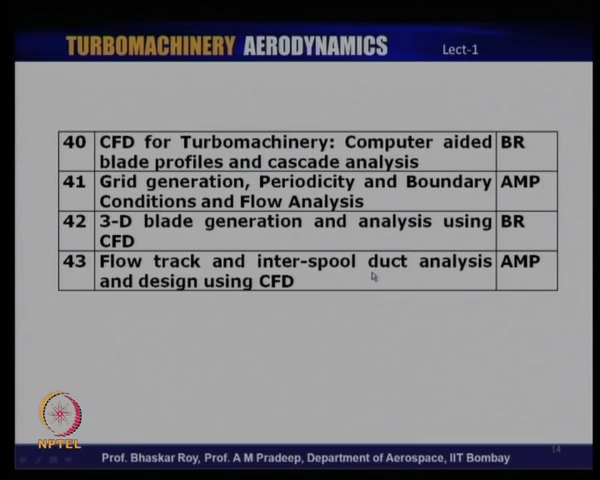 TURBOMACHINERY AERODYNAMICS Lect-1
40 CFD for Turbomachinery: Computer aided BR
blade profiles and cascade analysis
41 Grid generation, Periodicity and Boundary AMP
Conditions and Flow Analysis
42 3-D blade generation and analysis using BR
CFD
43 Flow track and inter-spool duct analysis AMP
and design using CFD
NPTEL
14
Prof. Bhaskar Roy, Prof. A M Pradeep, Department of Aerospace, IIT Bombay